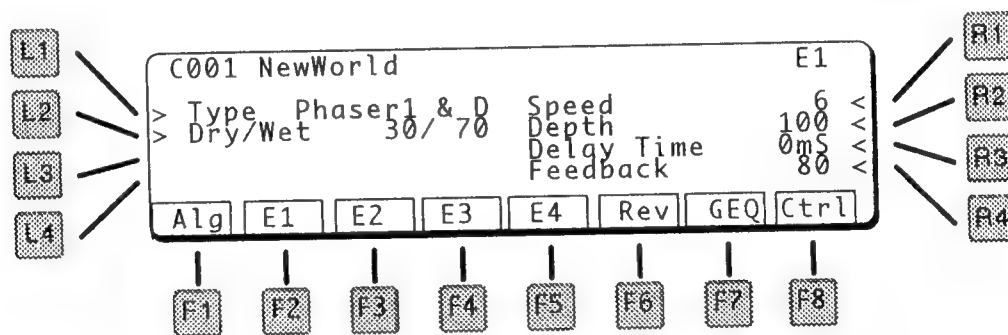 L1
L2
L3
L4
C001 NewWorld E1
> Type Phaser1 & D Speed 6 <
> Dry/Wet 30/ 70 Depth 100 <
Delay Time 0mS <
Feedback 80 <
Alg E1 E2 E3 E4 Rev GEQ Ctrl
R1
R2
R3
R4
F1 F2 F3 F4 F5 F6 F7 F8